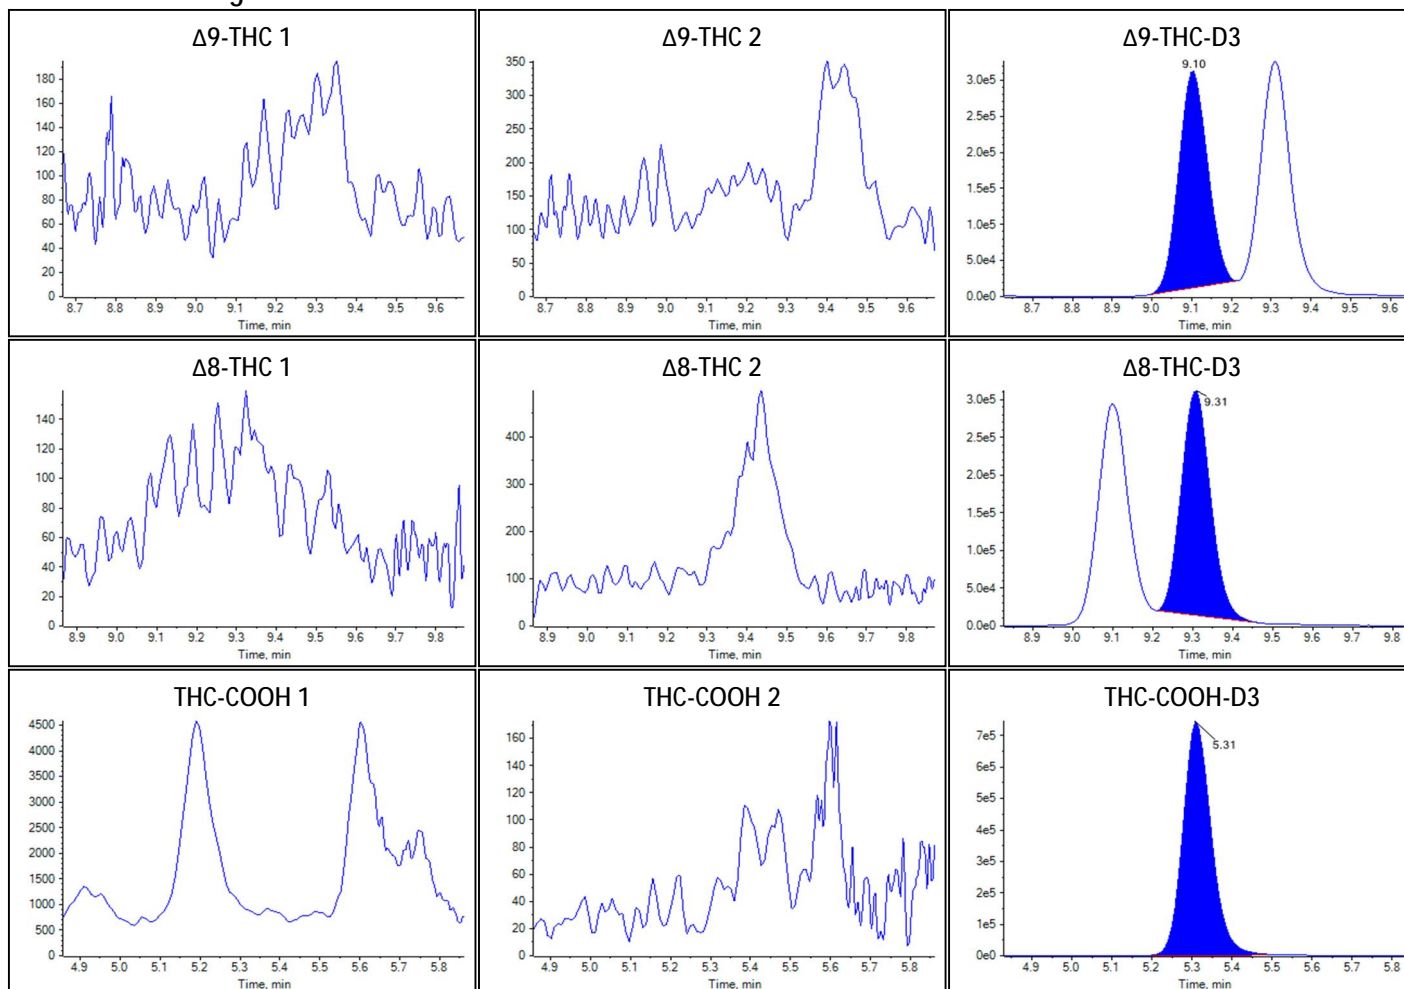 Δ9-THC 1
180
160
140
120
100
80
60
40
20
0
8.7 8.8 8.9 9.0 9.1 9.2 9.3 9.4 9.5 9.6
Time, min
Δ9-THC 2
350
300
250
200
150
100
50
0
8.7 8.8 8.9 9.0 9.1 9.2 9.3 9.4 9.5 9.6
Time, min
Δ9-THC-D3
9.10
3.0e5
2.5e5
2.0e5
1.5e5
1.0e5
5.0e4
0.0e0
8.7 8.8 8.9 9.0 9.1 9.2 9.3 9.4 9.5 9.6
Time, min
Δ8-THC 1
140
120
100
80
60
40
20
0
8.9 9.0 9.1 9.2 9.3 9.4 9.5 9.6 9.7 9.8
Time, min
Δ8-THC 2
400
300
200
100
0
8.9 9.0 9.1 9.2 9.3 9.4 9.5 9.6 9.7 9.8
Time, min
Δ8-THC-D3
9.31
3.0e5
2.5e5
2.0e5
1.5e5
1.0e5
5.0e4
0.0e0
8.9 9.0 9.1 9.2 9.3 9.4 9.5 9.6 9.7 9.8
Time, min
THC-COOH 1
4500
4000
3500
3000
2500
2000
1500
1000
500
0
4.9 5.0 5.1 5.2 5.3 5.4 5.5 5.6 5.7 5.8
Time, min
THC-COOH 2
160
140
120
100
80
60
40
20
0
4.9 5.0 5.1 5.2 5.3 5.4 5.5 5.6 5.7 5.8
Time, min
THC-COOH-D3
5.31
7e5
6e5
5e5
4e5
3e5
2e5
1e5
0e0
4.9 5.0 5.1 5.2 5.3 5.4 5.5 5.6 5.7 5.8
Time, min